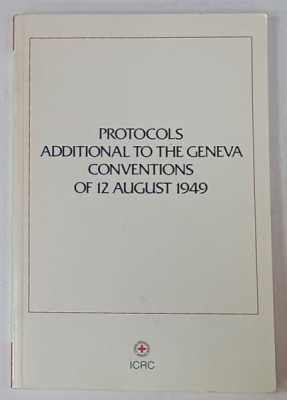 PROTOCOLS
ADDITIONAL TO THE GENEVA
CONVENTIONS
OF 12 AUGUST 1949
ICRC